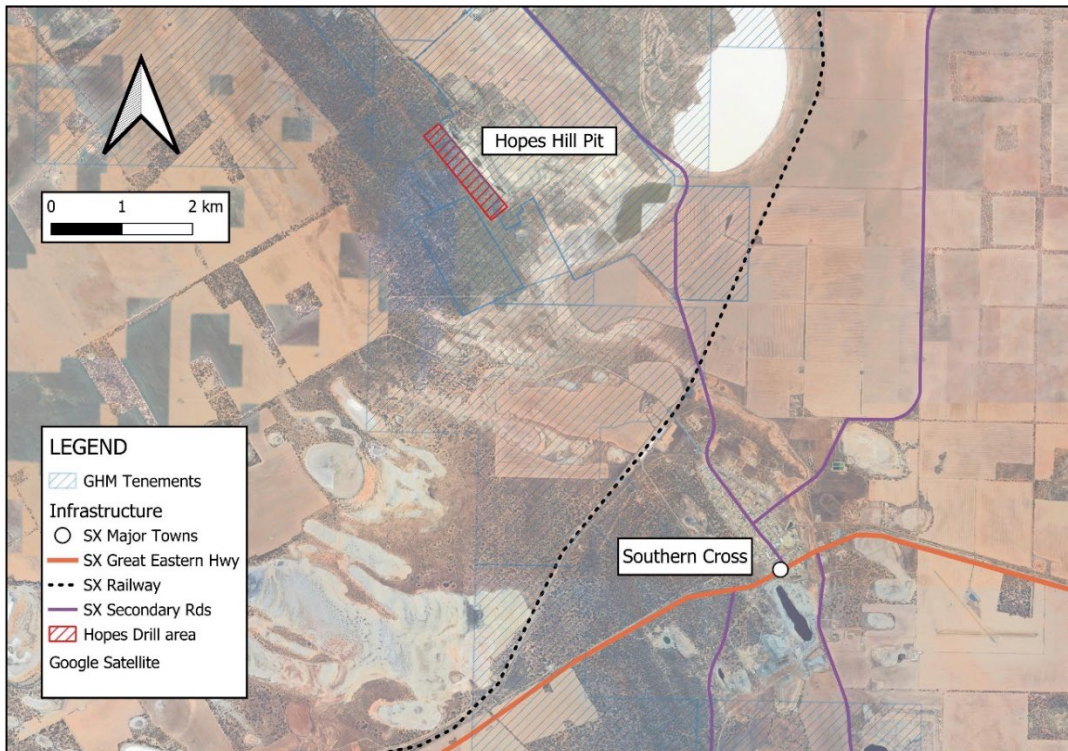 Hopes Hill Pit
0 1 2 km
Southern Cross
LEGEND
GHM Tenements
Infrastructure
SX Major Towns
SX Great Eastern Hwy
SX Railway
SX Secondary Rds
Hopes Drill area
Google Satellite